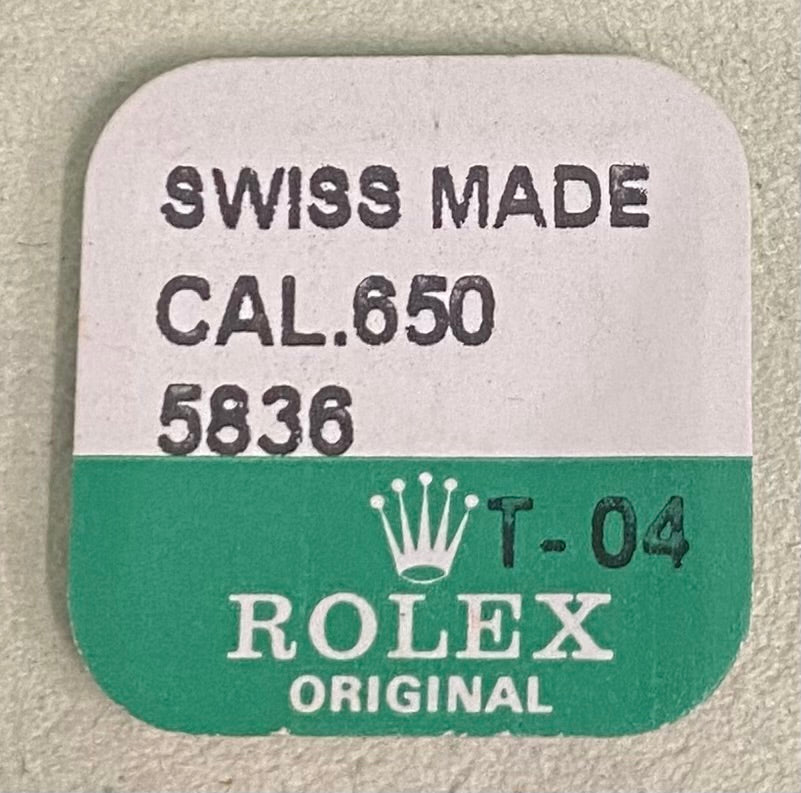 SWISS MADE
CAL.650
5836
T-04
ROLEX
ORIGINAL